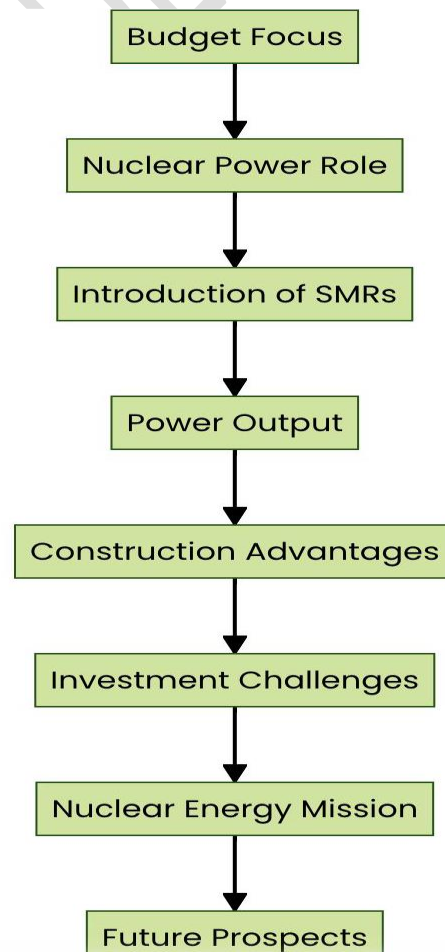 Budget Focus
Nuclear Power Role
Introduction of SMRs
Power Output
Construction Advantages
Investment Challenges
Nuclear Energy Mission
Future Prospects